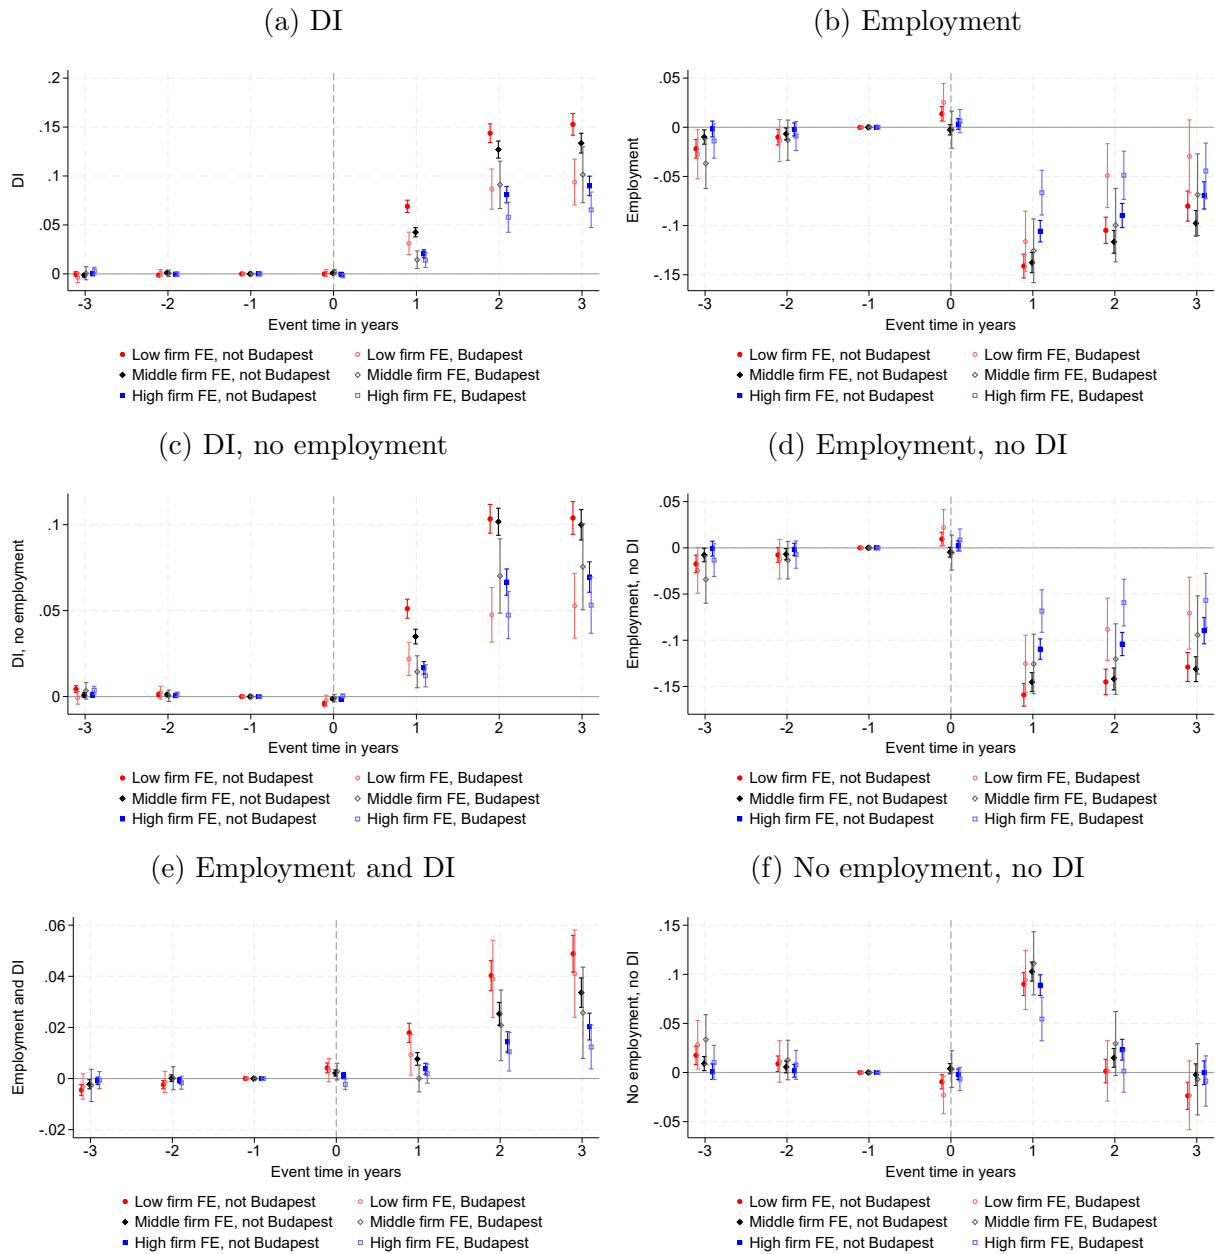 (a) DI
.2
.15
.1
.05
0
DI
-3 -2 -1 0 1 2 3
Event time in years
Low firm FE, not Budapest Low firm FE, Budapest
Middle firm FE, not Budapest Middle firm FE, Budapest
High firm FE, not Budapest High firm FE, Budapest
(b) Employment
.05
0
-.05
-.1
-.15
Employment
-3 -2 -1 0 1 2 3
Event time in years
Low firm FE, not Budapest Low firm FE, Budapest
Middle firm FE, not Budapest Middle firm FE, Budapest
High firm FE, not Budapest High firm FE, Budapest
(c) DI, no employment
.1
.05
0
DI, no employment
-3 -2 -1 0 1 2 3
Event time in years
Low firm FE, not Budapest Low firm FE, Budapest
Middle firm FE, not Budapest Middle firm FE, Budapest
High firm FE, not Budapest High firm FE, Budapest
(d) Employment, no DI
.05
0
-.05
-.1
-.15
Employment, no DI
-3 -2 -1 0 1 2 3
Event time in years
Low firm FE, not Budapest Low firm FE, Budapest
Middle firm FE, not Budapest Middle firm FE, Budapest
High firm FE, not Budapest High firm FE, Budapest
(e) Employment and DI
.06
.04
.02
0
-.02
Employment and DI
-3 -2 -1 0 1 2 3
Event time in years
Low firm FE, not Budapest Low firm FE, Budapest
Middle firm FE, not Budapest Middle firm FE, Budapest
High firm FE, not Budapest High firm FE, Budapest
(f) No employment, no DI
.15
.1
.05
0
-.05
No employment, no DI
-3 -2 -1 0 1 2 3
Event time in years
Low firm FE, not Budapest Low firm FE, Budapest
Middle firm FE, not Budapest Middle firm FE, Budapest
High firm FE, not Budapest High firm FE, Budapest